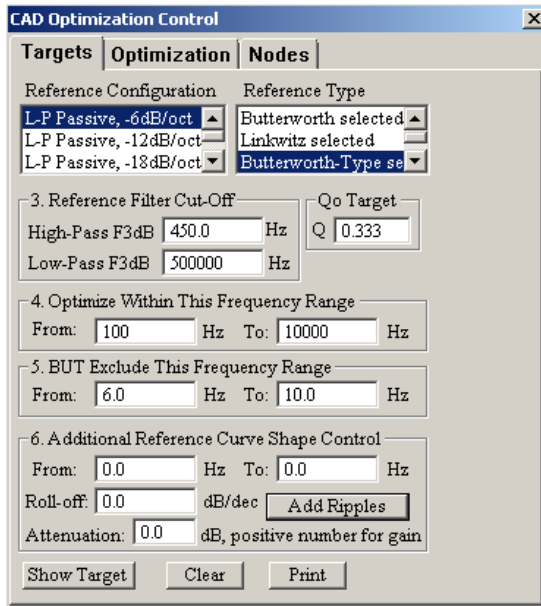 CAD Optimization Control
Targets Optimization Nodes
Reference Configuration Reference Type
L-P Passive, -6dB/oct Butterworth selected
L-P Passive, -12dB/oct Linkwitz selected
L-P Passive, -18dB/oct Butterworth-Type se
3. Reference Filter Cut-Off Qo Target
High-Pass F3dB 450.0 Hz Q 0.333
Low-Pass F3dB 500000 Hz
4. Optimize Within This Frequency Range
From: 100 Hz To: 10000 Hz
5. BUT Exclude This Frequency Range
From: 6.0 Hz To: 10.0 Hz
6. Additional Reference Curve Shape Control
From: 0.0 Hz To: 0.0 Hz
Roll-off: 0.0 dB/dec Add Ripples
Attenuation: 0.0 dB, positive number for gain
Show Target Clear Print